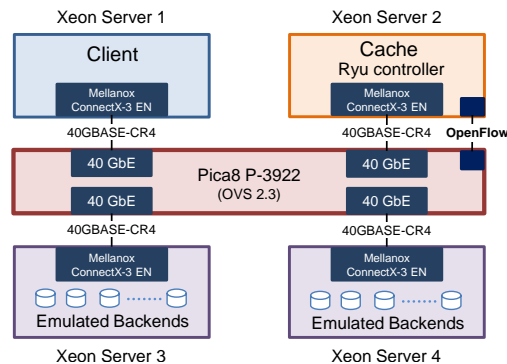 Xeon Server 1
Xeon Server 2
Client
Cache
Ryu controller
Mellanox
ConnectX-3 EN
Mellanox
ConnectX-3 EN
40GBASE-CR4
40GBASE-CR4
OpenFlow
40 GbE
40 GbE
Pica8 P-3922
(OVS 2.3)
40 GbE
40 GbE
40GBASE-CR4
40GBASE-CR4
Mellanox
ConnectX-3 EN
Mellanox
ConnectX-3 EN
Emulated Backends
Emulated Backends
Xeon Server 3
Xeon Server 4